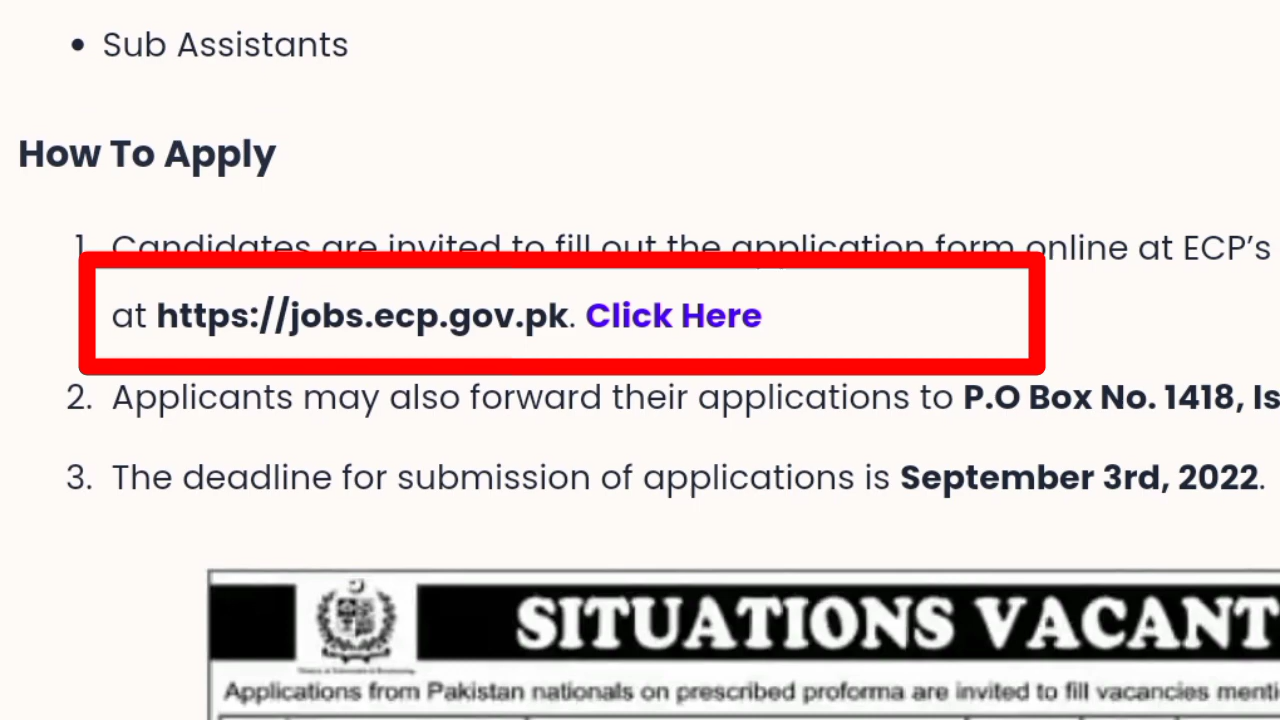 • Sub Assistants
How To Apply
1. Candidates are invited to fill out the application form online at ECP’s
at https://jobs.ecp.gov.pk. Click Here
2. Applicants may also forward their applications to P.O Box No. 1418, Is
3. The deadline for submission of applications is September 3rd, 2022.
SITUATIONS VACANT
Applications from Pakistan nationals on prescribed proforma are invited to fill vacancies menti